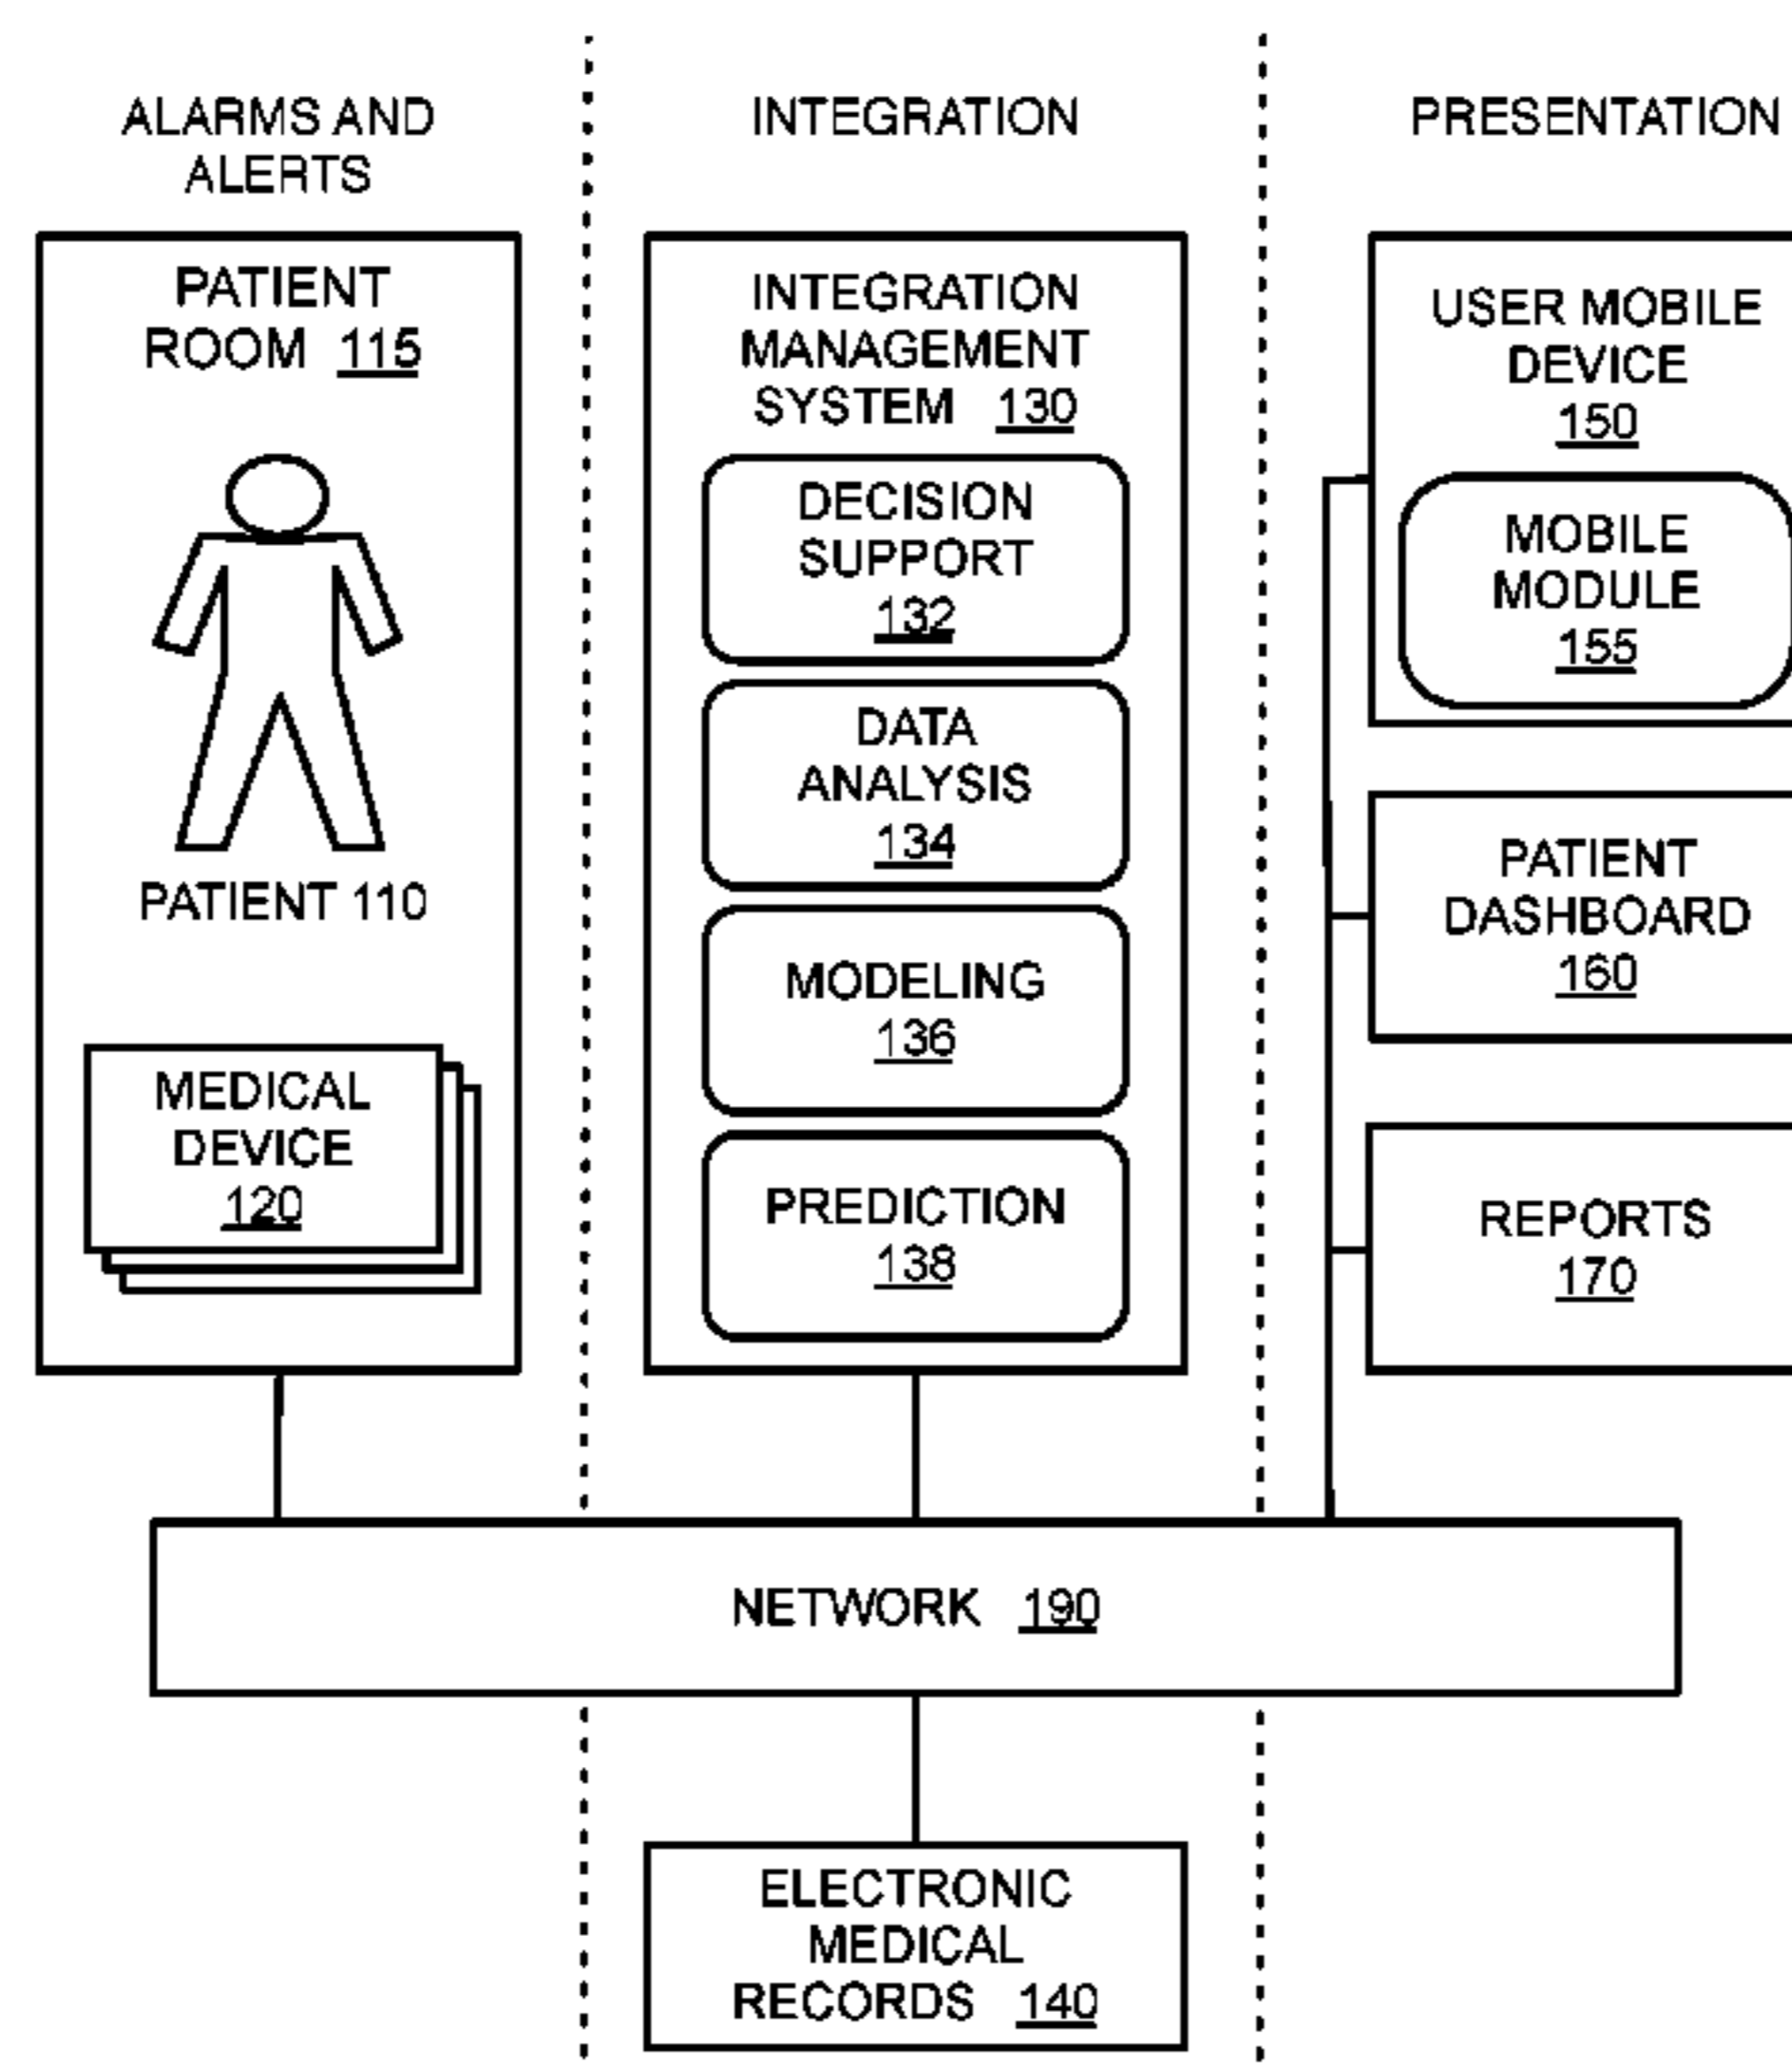 ALARMS AND
ALERTS
PATIENT
ROOM 115
PATIENT 110
MEDICAL
DEVICE
120
INTEGRATION
INTEGRATION
MANAGEMENT
SYSTEM 130
DECISION
SUPPORT
132
DATA
ANALYSIS
134
MODELING
136
PREDICTION
138
PRESENTATION
USER MOBILE
DEVICE
150
MOBILE
MODULE
155
PATIENT
DASHBOARD
160
REPORTS
170
NETWORK 190
ELECTRONIC
MEDICAL
RECORDS 140